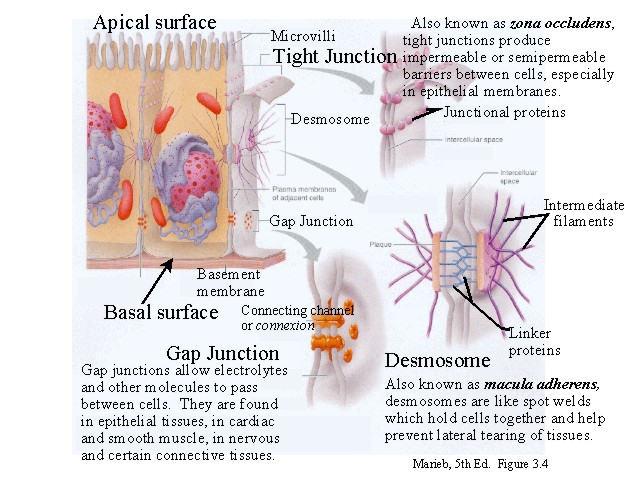 Apical surface
Microvilli
Tight Junction
Also known as zona occludens,
tight junctions produce
impermeable or semipermeable
barriers between cells, especially
in epithelial membranes.
Junctional proteins
Intercellular space
Desmosome
Plasma membranes
of adjacent cells
Gap Junction
Intercellular
space
Intermediate
filaments
Plaque
Basement
membrane
Basal surface
Connecting channel
or connexion
Linker
proteins
Gap Junction
Gap junctions allow electrolytes
and other molecules to pass
between cells. They are found
in epithelial tissues, in cardiac
and smooth muscle, in nervous
and certain connective tissues.
Desmosome
Also known as macula adherens,
desmosomes are like spot welds
which hold cells together and help
prevent lateral tearing of tissues.
Marieb, 5th Ed. Figure 3.4